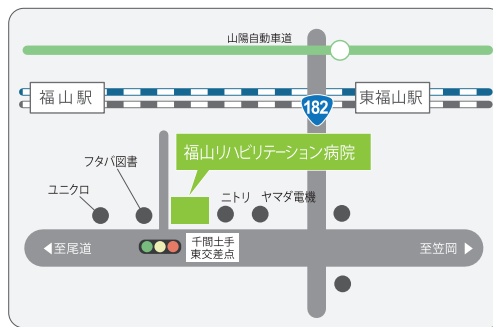 山陽自動車道
福山駅
東福山駅
182
福山リハビリテーション病院
フタバ図書
ユニクロ
ニトリ
ヤマダ電機
◀至尾道
千間土手
東交差点
至笠岡▶